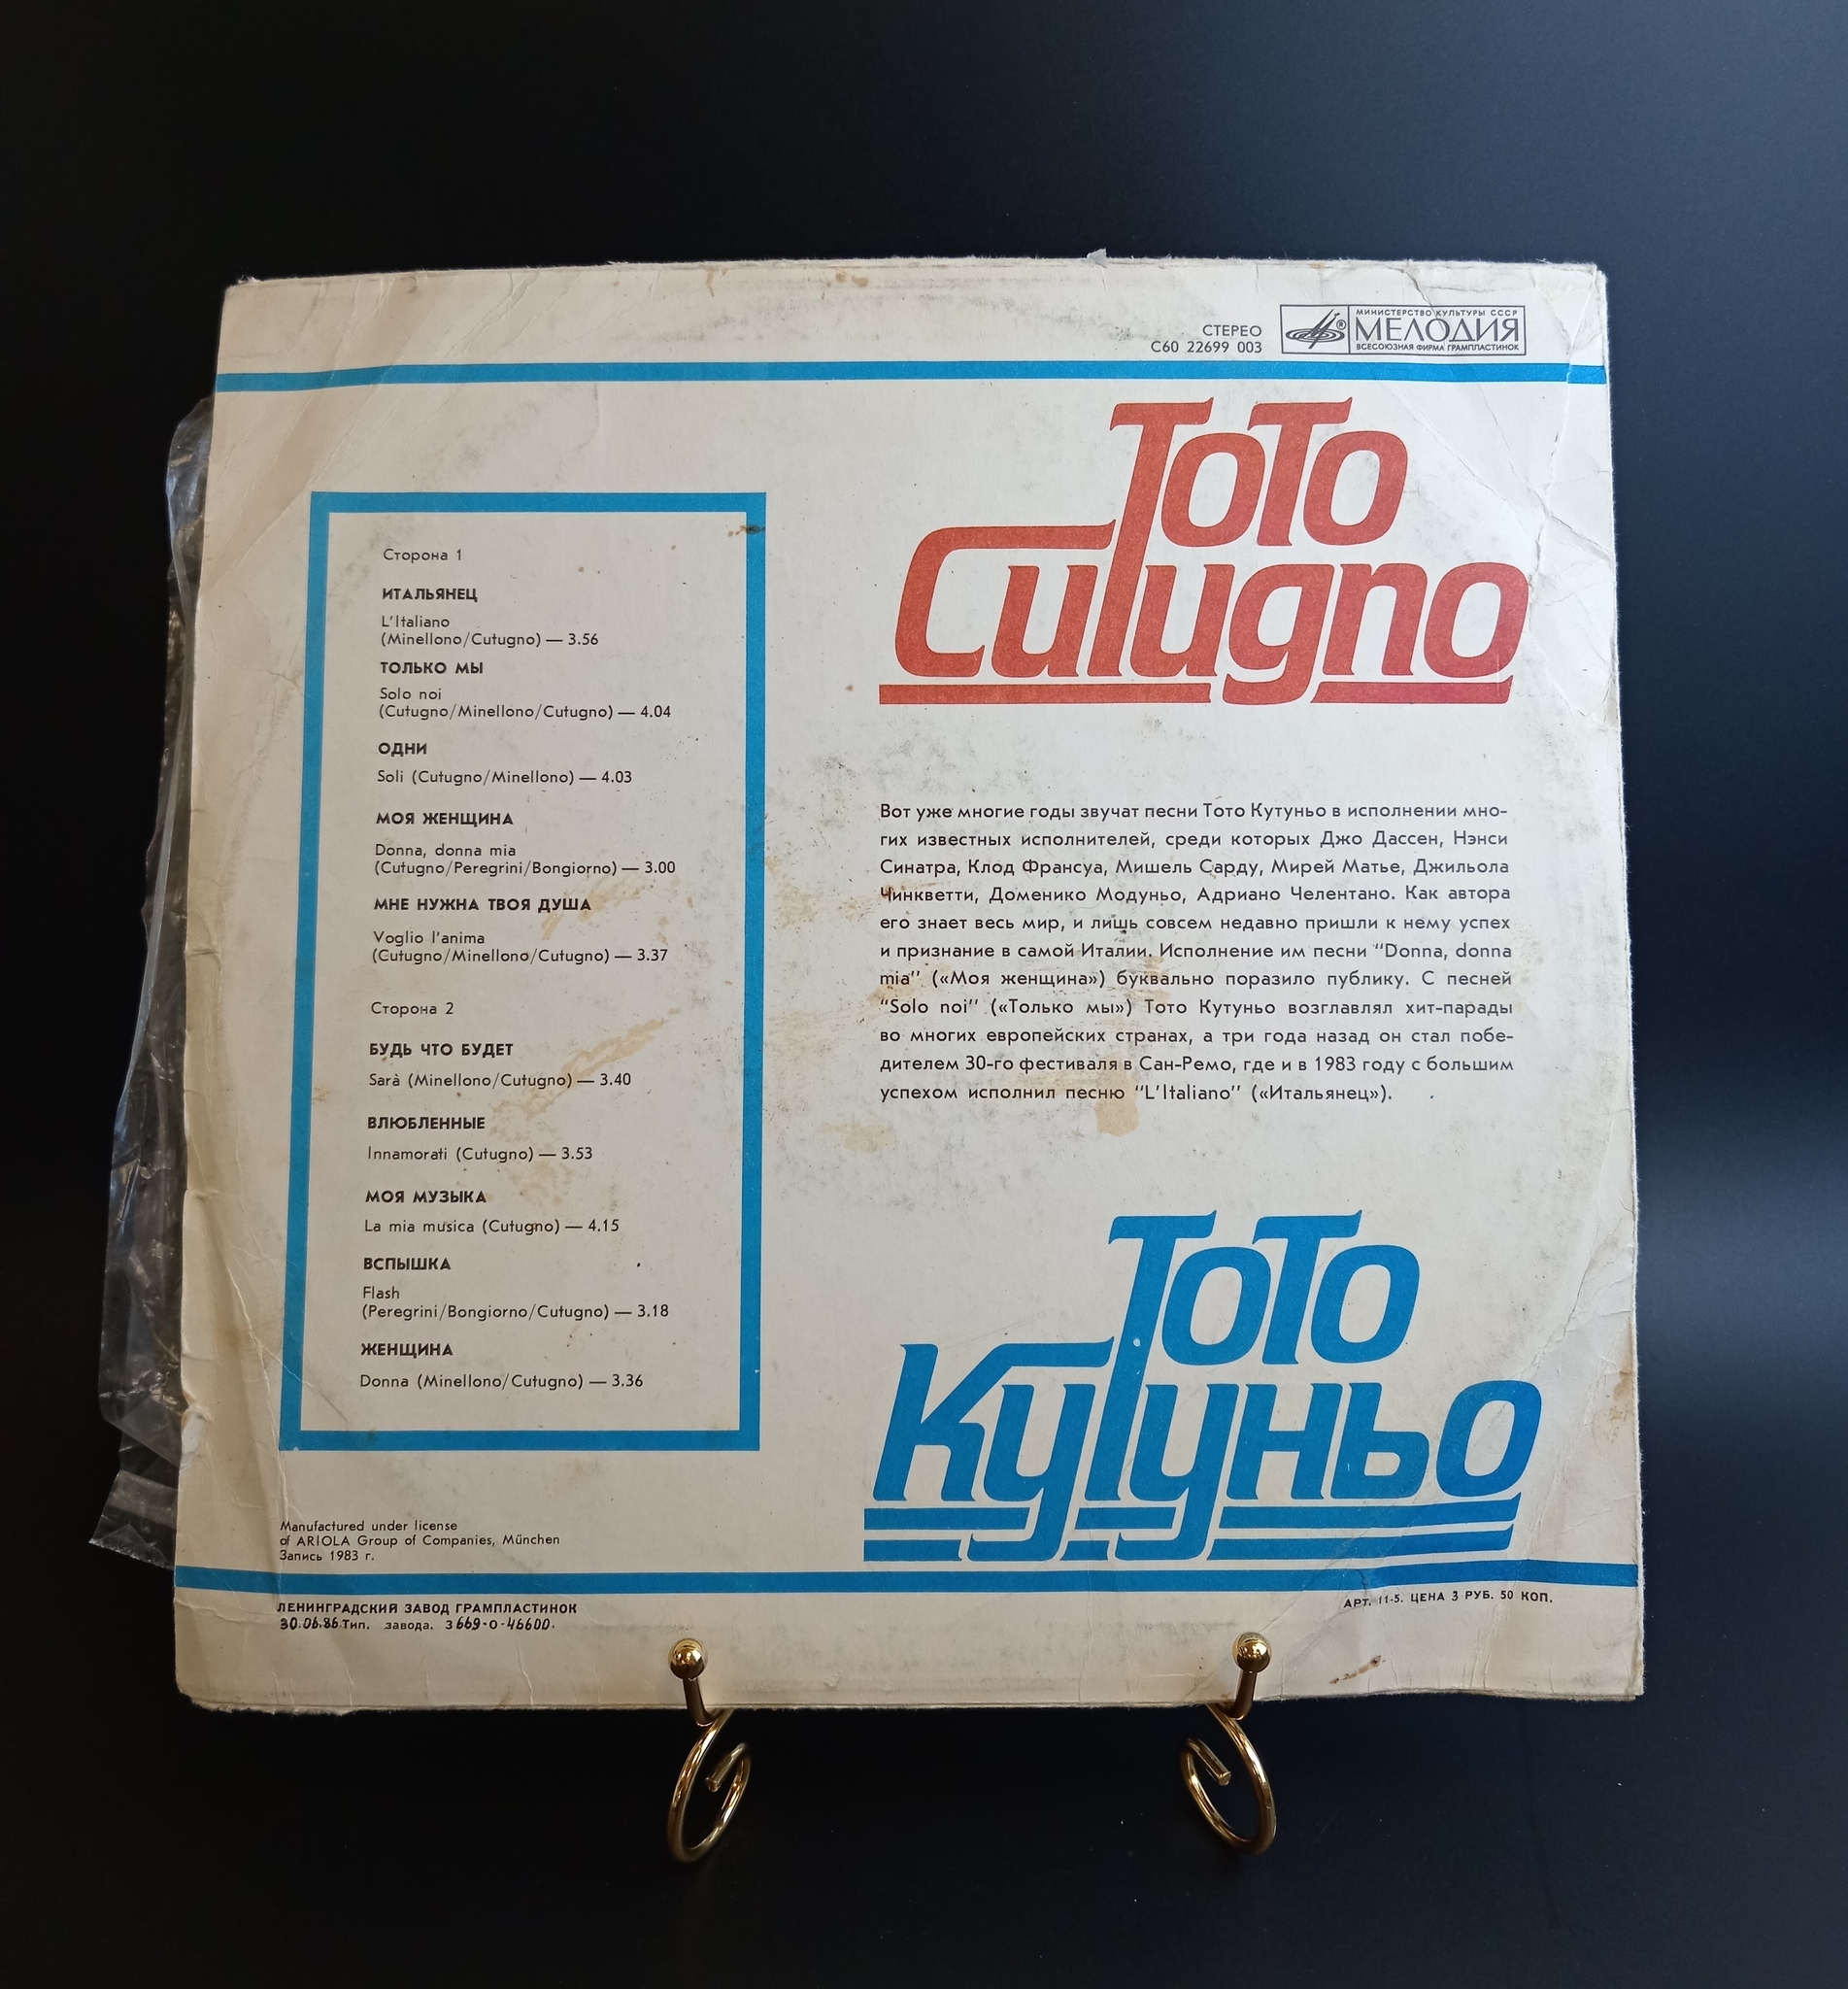 СТЕРЕО
С60 22699 003
МИНИСТЕРСТВО КУЛЬТУРЫ СССР
МЕЛОДИЯ
ВСЕСОЮЗНАЯ ФИРМА ГРАМПЛАСТИНОК
ToTo
Cutugno
Сторона 1
ИТАЛЬЯНЕЦ
L'Italiano
(Minellono/Cutugno) — 3.56
ТОЛЬКО МЫ
Solo noi
(Cutugno/Minellono/Cutugno) — 4.04
ОДНИ
Soli (Cutugno/Minellono) — 4.03
МОЯ ЖЕНЩИНА
Donna, donna mia
(Cutugno/Peregrini/Bongiorno) — 3.00
МНЕ НУЖНА ТВОЯ ДУША
Voglio l'anima
(Cutugno/Minellono/Cutugno) — 3.37
Сторона 2
БУДЬ ЧТО БУДЕТ
Sarà (Minellono/Cutugno) — 3.40
ВЛЮБЛЕННЫЕ
Innamorati (Cutugno) — 3.53
МОЯ МУЗЫКА
La mia musica (Cutugno) — 4.15
ВСПЫШКА
Flash
(Peregrini/Bongiorno/Cutugno) — 3.18
ЖЕНЩИНА
Donna (Minellono/Cutugno) — 3.36
Вот уже многие годы звучат песни Тото Кутуньо в исполнении мно-
гих известных исполнителей, среди которых Джо Дассен, Нэнси
Синатра, Клод Франсуа, Мишель Сарду, Мирей Матье, Джильола
Чинкветти, Доменико Модуньо, Адриано Челентано. Как автора
его знает весь мир, и лишь совсем недавно пришли к нему успех
и признание в самой Италии. Исполнение им песни “Donna, donna
mia” («Моя женщина») буквально поразило публику. С песней
“Solo noi” («Только мы») Тото Кутуньо возглавлял хит-парады
во многих европейских странах, а три года назад он стал побе-
дителем 30-го фестиваля в Сан-Ремо, где и в 1983 году с большим
успехом исполнил песню “L'Italiano” («Итальянец»).
ТоТо
Кутуньо
Manufactured under license
of ARIOLA Group of Companies, München
Запись 1983 г.
ЛЕНИНГРАДСКИЙ ЗАВОД ГРАМПЛАСТИНОК
30.06.86 Тип. завода. З 669-0-46600.
АРТ. 11-5. ЦЕНА 3 РУБ. 50 КОП.